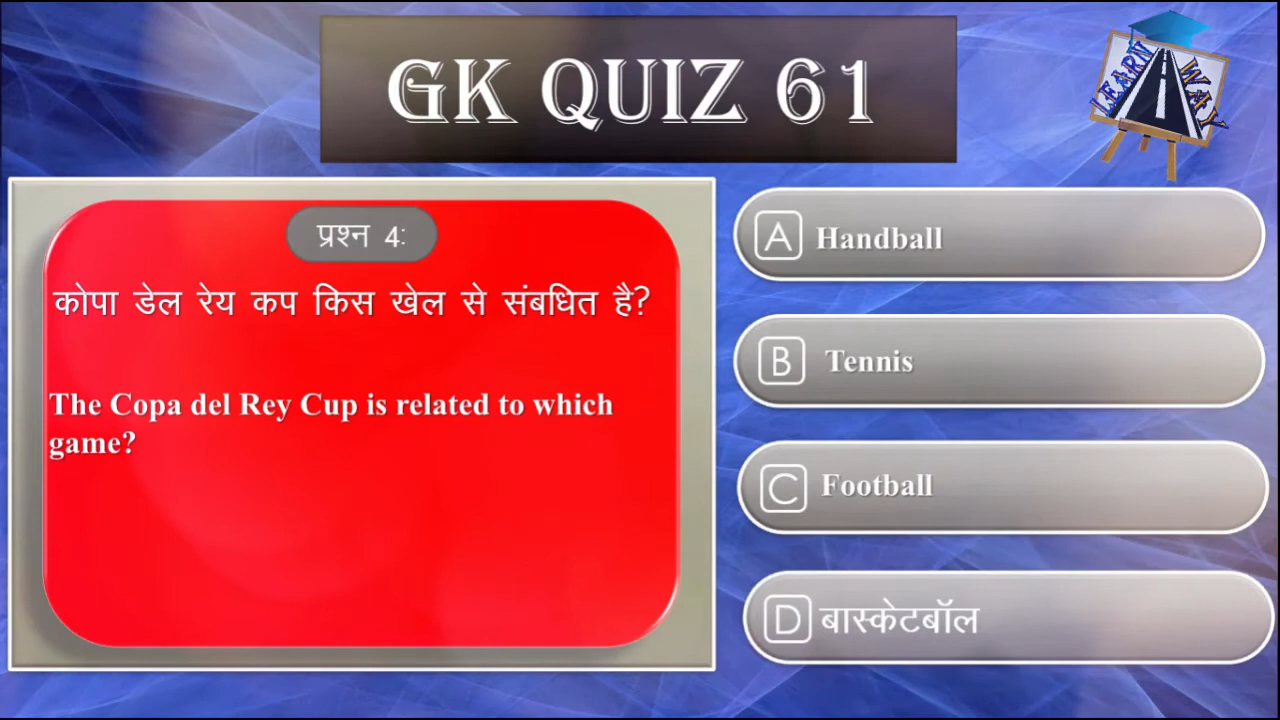 GK QUIZ 61
LEARN WAY
प्रश्न 4:
कोपा डेल रेय कप किस खेल से संबधित है?
The Copa del Rey Cup is related to which
game?
A Handball
B Tennis
C Football
D बास्केटबॉल